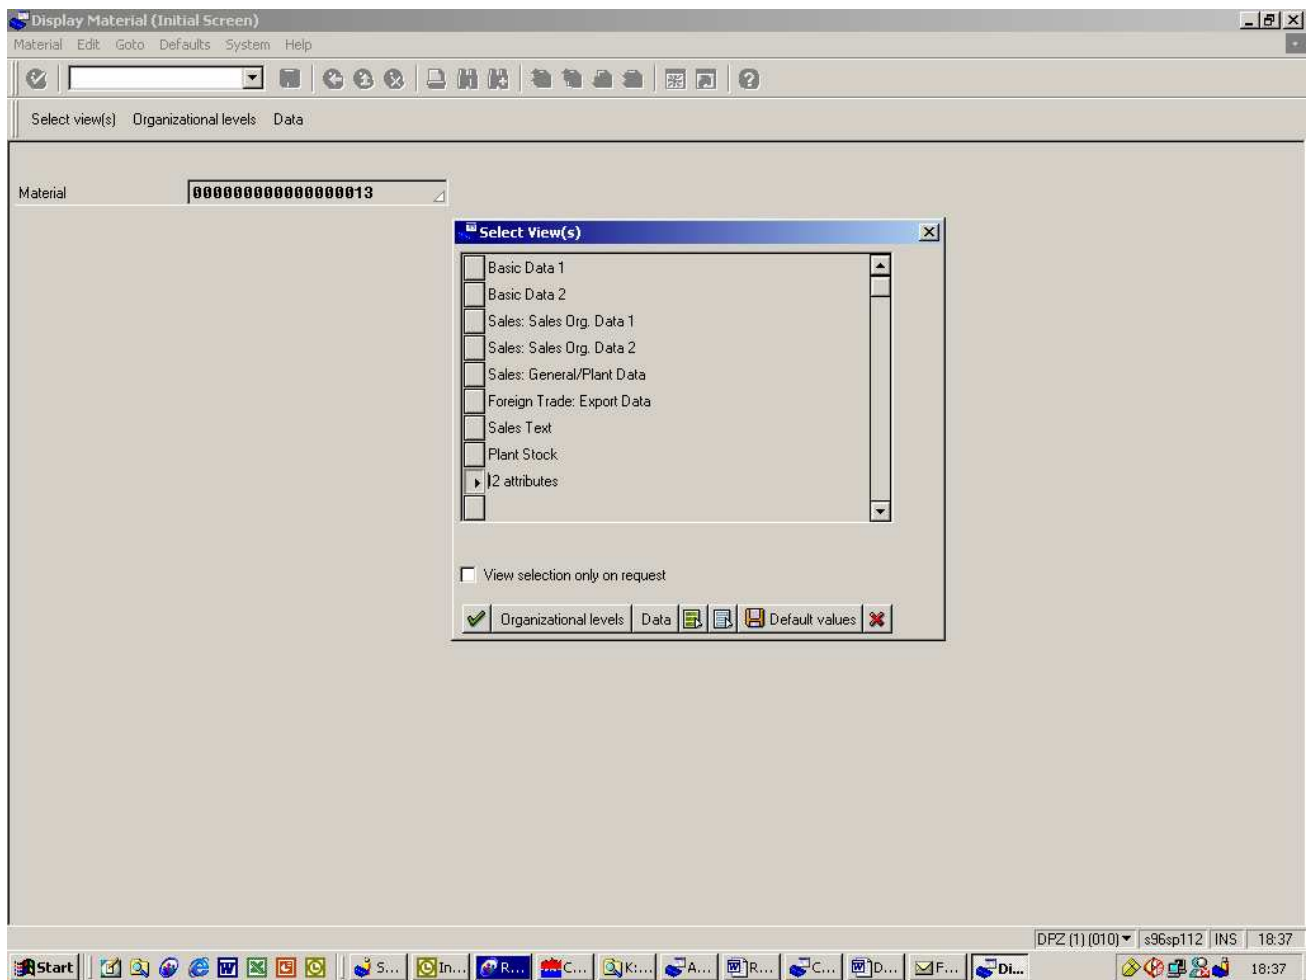 Display Material (Initial Screen)
Material Edit Goto Defaults System Help
Select view(s) Organizational levels Data
Material 000000000000000013
Select View(s)
Basic Data 1
Basic Data 2
Sales: Sales Org. Data 1
Sales: Sales Org. Data 2
Sales: General/Plant Data
Foreign Trade: Export Data
Sales Text
Plant Stock
I2 attributes
View selection only on request
Organizational levels Data Default values
DPZ (1) (010) s96sp112 INS 18:37
Start S... In... R... C... K:... A... R... C... D... F... Di... 18:37